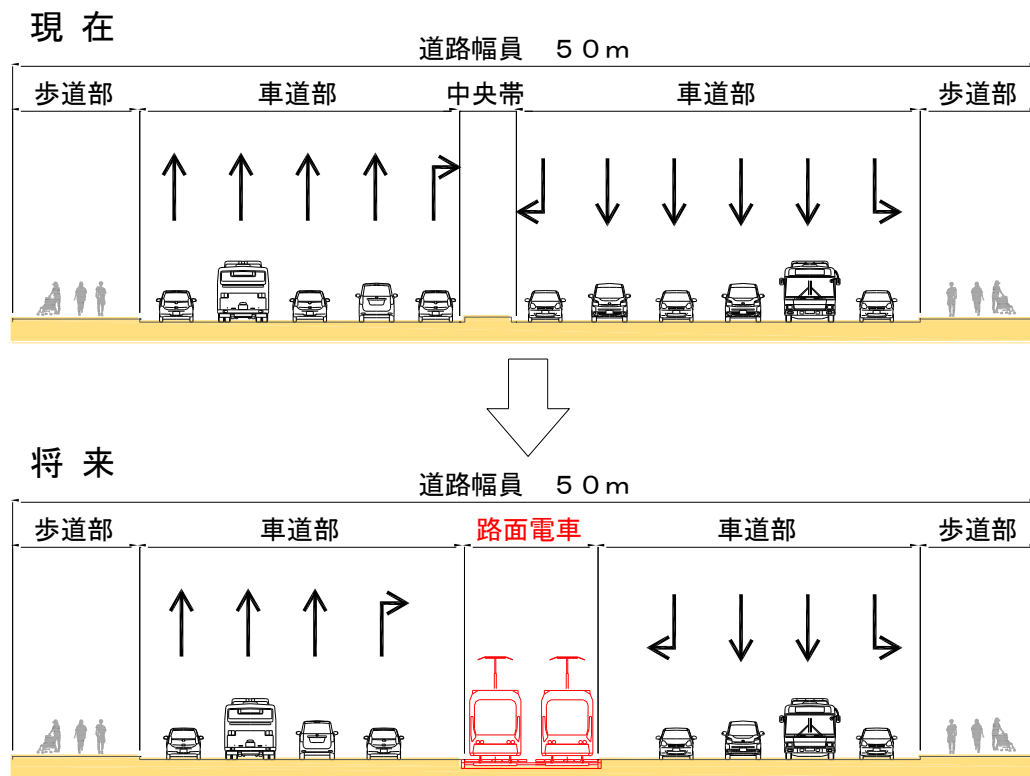 現 在
道路幅員 ５０ｍ
歩道部 車道部 中央帯 車道部 歩道部
将 来
道路幅員 ５０ｍ
歩道部 車道部 路面電車 車道部 歩道部